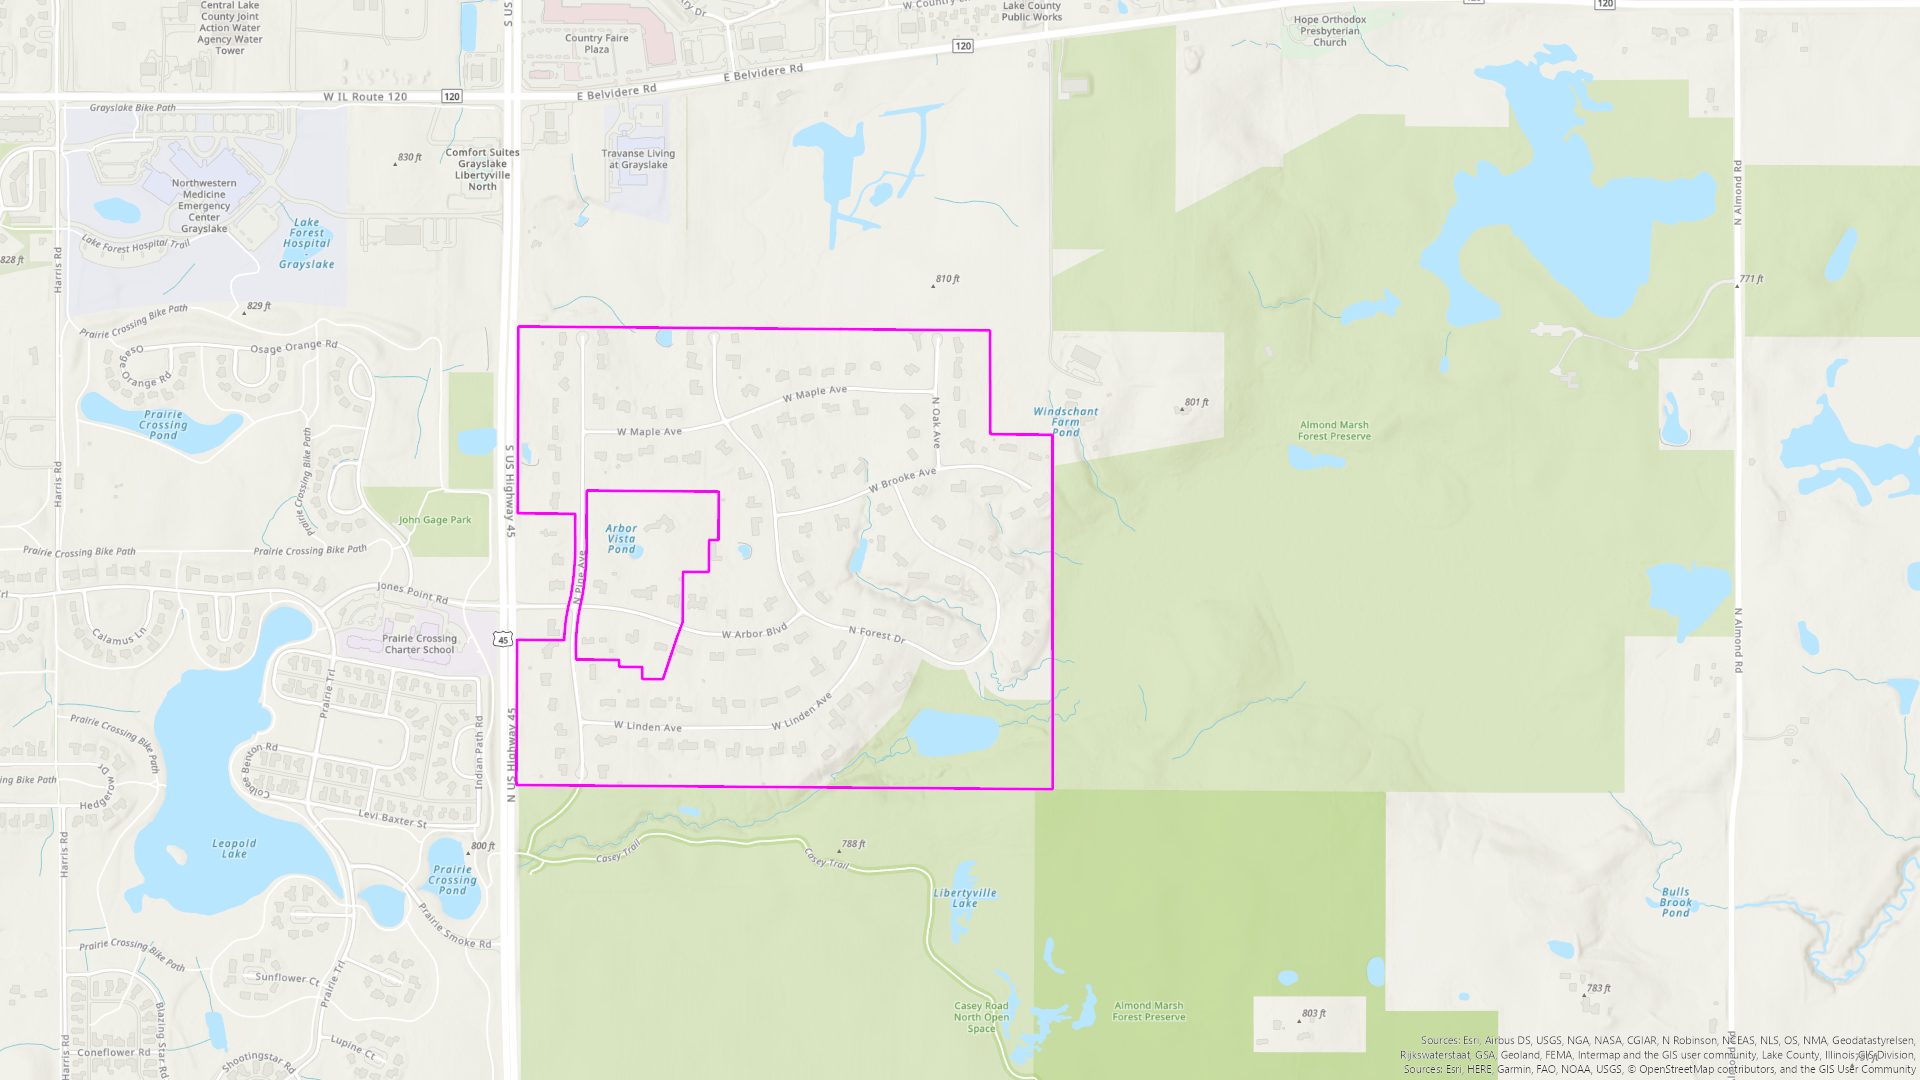 Central Lake
County Joint
Action Water
Agency Water
Tower
US S
Country Faire
Plaza
W Country
Lake County
Public Works
120
120
Hope Orthodox
Presbyterian
Church
120
E Belvidere Rd
E Belvidere Rd
W IL Route 120
120
Grayslake Bike Path
830 ft
Comfort Suites
Grayslake
Libertyville
North
Travanse Living
at Grayslake
Northwestern
Medicine
Emergency
Center
Grayslake
Lake
Forest
Hospital
Grayslake
Lake Forest Hospital Trail
Harris Rd
828 ft
N Almond Rd
810 ft
771 ft
829 ft
Prairie Crossing Bike Path
Osage Orange Rd
Osage
Orange Rd
Prairie
Crossing
Pond
Prairie Crossing Bike Path
W Maple Ave
W Maple Ave
N Oak Ave
Windschant
Farm
Pond
801 ft
Almond Marsh
Forest Preserve
Harris Rd
S US Highway 45
W Brooke Ave
John Gage Park
Arbor
Vista
Pond
Prairie Crossing Bike Path
Prairie Crossing Bike Path
N Pine Ave
Jones Point Rd
Calamus Ln
Prairie Crossing
Charter School
45
W Arbor Blvd
N Forest Dr
N Almond Rd
Prairie Trl
Prairie Crossing Bike Path
Indian Path Rd
N US Highway 45
W Linden Ave
W Linden Ave
Colbee Benton Rd
ing Bike Path
Hedgerow Dr
Levi Baxter St
Harris Rd
Leopold
Lake
800 ft
Prairie
Crossing
Pond
Casey Trail
788 ft
Casey Trail
Libertyville
Lake
Bulls
Brook
Pond
Prairie Smoke Rd
Prairie Crossing Bike Path
Sunflower Ct
Prairie Trl
783 ft
Casey Road
North Open
Space
Almond Marsh
Forest Preserve
803 ft
Blazing Star Rd
Harris Rd
Coneflower Rd
Lupine Ct
Shootingstar Rd
Sources: Esri, Airbus DS, USGS, NGA, NASA, CGIAR, N Robinson, NCEAS, NLS, OS, NMA, Geodatastyrelsen,
Rijkswaterstaat, GSA, Geoland, FEMA, Intermap and the GIS user community, Lake County, Illinois GIS Division,
Sources: Esri, HERE, Garmin, FAO, NOAA, USGS, © OpenStreetMap contributors, and the GIS User Community